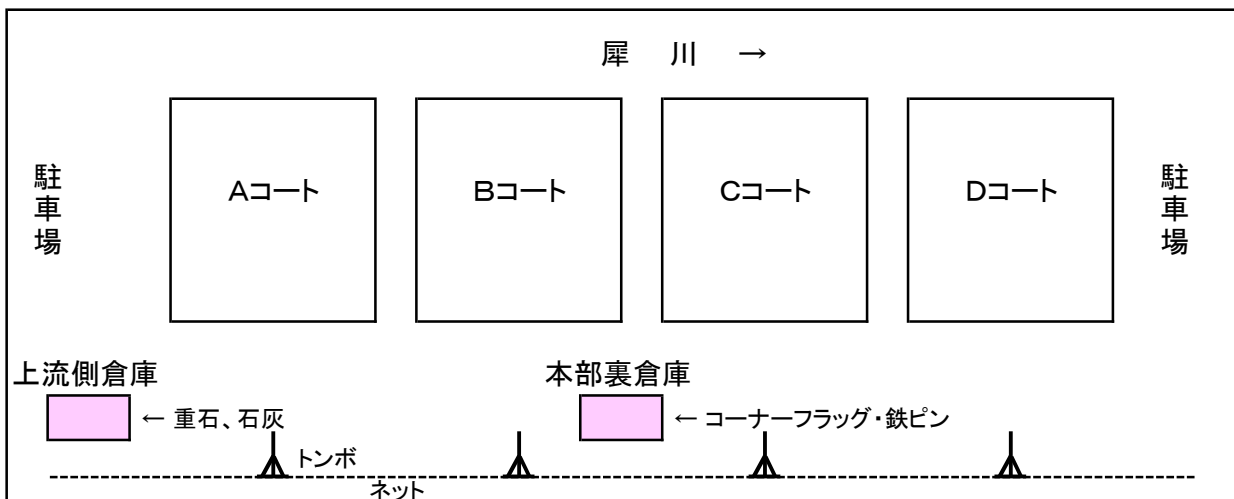 犀 川 →
駐車場
Aコート
Bコート
Cコート
Dコート
駐車場
上流側倉庫
← 重石、石灰
本部裏倉庫
← コーナーフラッグ・鉄ピン
トンボ
ネット